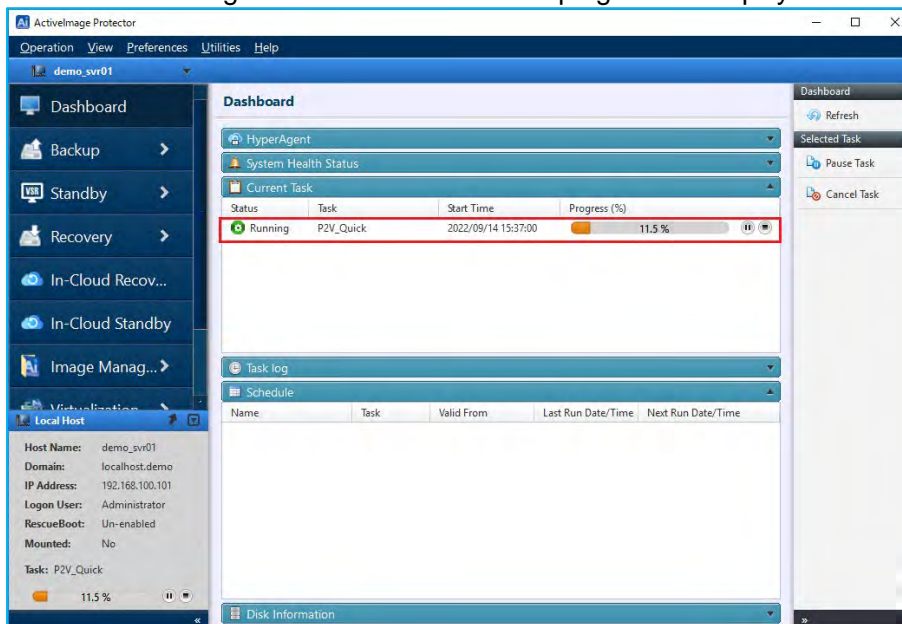 ActiveImage Protector
Operation View Preferences Utilities Help
demo_svr01
Dashboard
Backup
Standby
Recovery
In-Cloud Recov...
In-Cloud Standby
Image Manag...
Local Host
Host Name: demo_svr01
Domain: localhost.demo
IP Address: 192.168.100.101
Logon User: Administrator
RescueBoot: Un-enabled
Mounted: No
Task: P2V_Quick
11.5 %
Dashboard
HyperAgent
System Health Status
Current Task
Status Task Start Time Progress (%)
Running P2V_Quick 2022/09/14 15:37:00 11.5 %
Task log
Schedule
Name Task Valid From Last Run Date/Time Next Run Date/Time
Disk Information
Dashboard
Refresh
Selected Task
Pause Task
Cancel Task